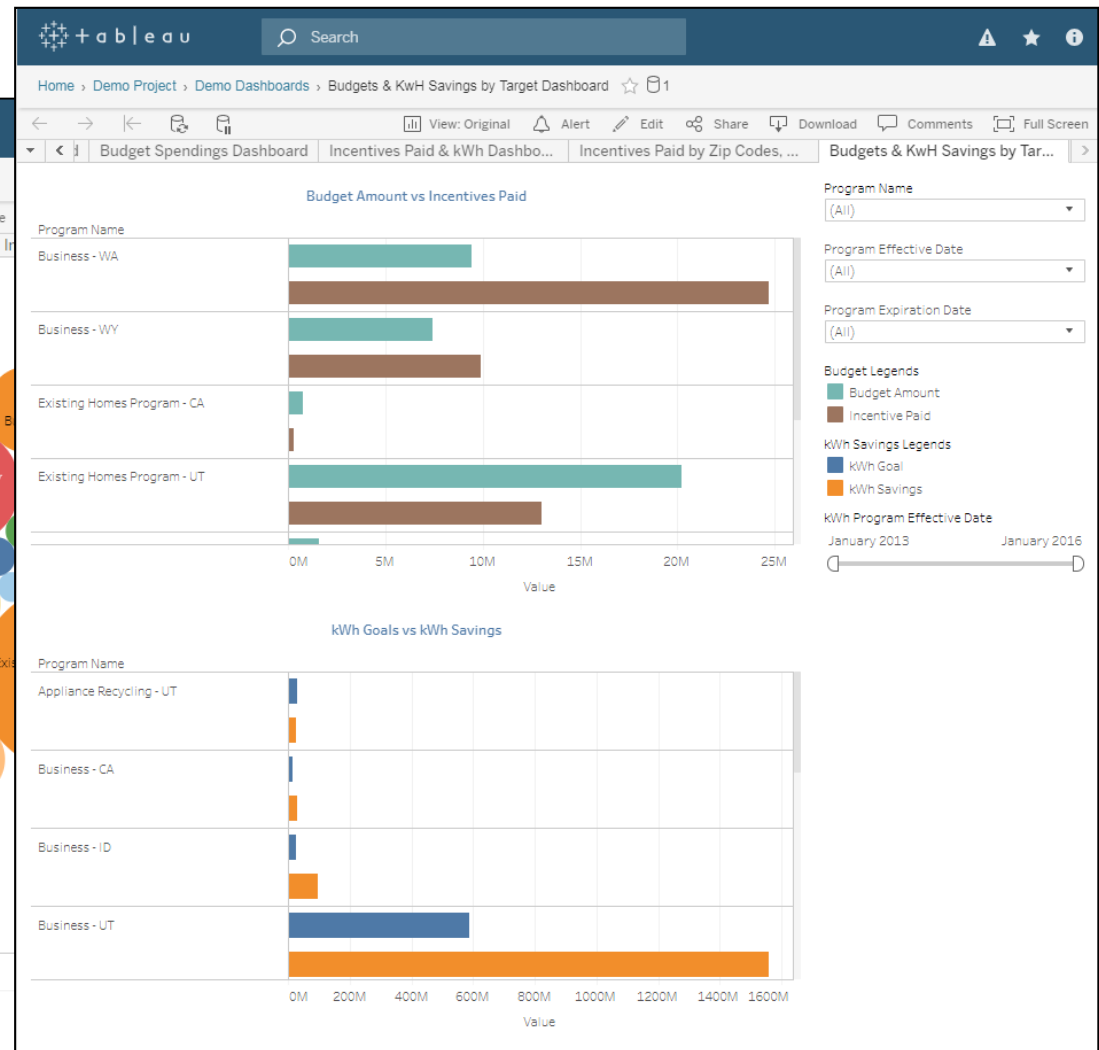 +ableau
Search
Home › Demo Project › Demo Dashboards › Budgets & KwH Savings by Target Dashboard 1
View: Original Alert Edit Share Download Comments Full Screen
Budget Spendings Dashboard Incentives Paid & kWh Dashbo... Incentives Paid by Zip Codes, ... Budgets & KwH Savings by Tar...
Budget Amount vs Incentives Paid
Program Name
Business - WA
Business - WY
Existing Homes Program - CA
Existing Homes Program - UT
0M 5M 10M 15M 20M 25M
Value
kWh Goals vs kWh Savings
Program Name
Appliance Recycling - UT
Business - CA
Business - ID
Business - UT
0M 200M 400M 600M 800M 1000M 1200M 1400M 1600M
Value
Program Name
(All)
Program Effective Date
(All)
Program Expiration Date
(All)
Budget Legends
Budget Amount
Incentive Paid
kWh Savings Legends
kWh Goal
kWh Savings
kWh Program Effective Date
January 2013 January 2016